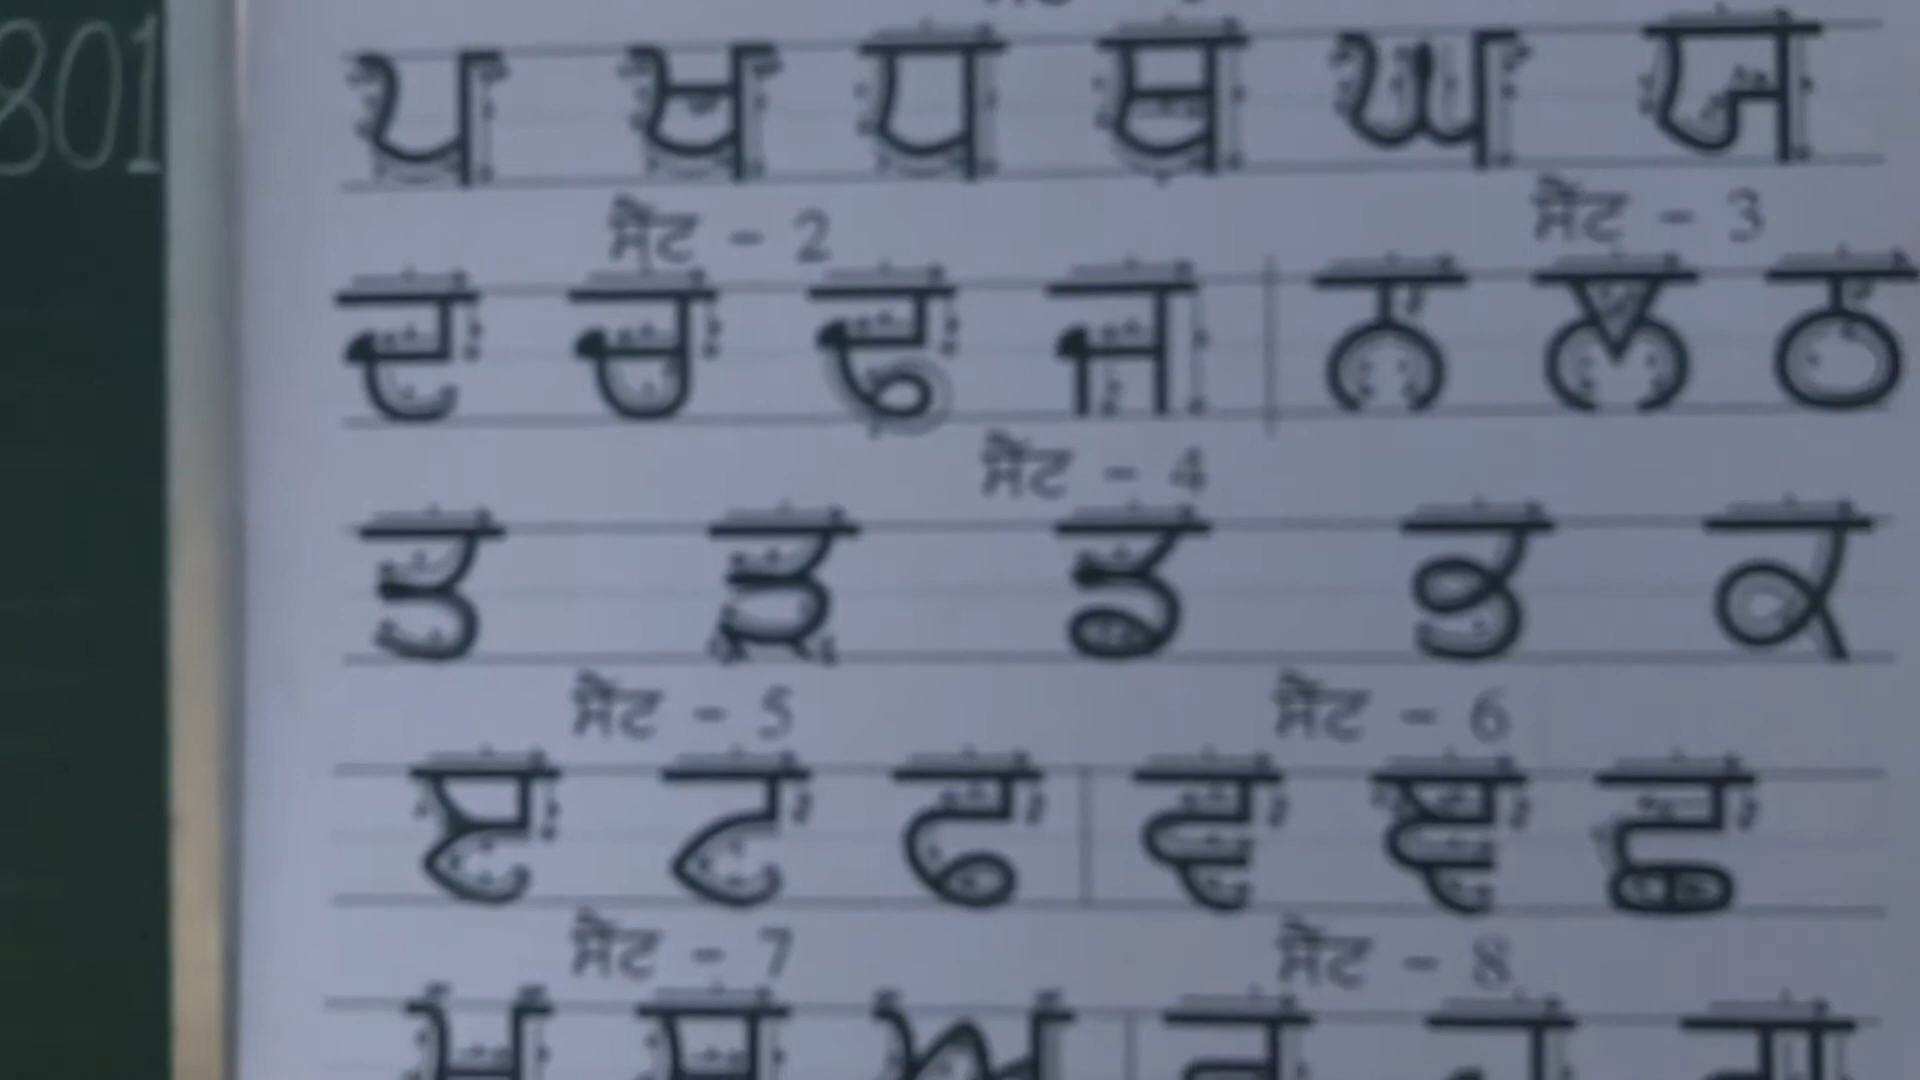 801
ਪ ਖ ਧ ਥ ਘ ਯ
ਸੈੱਟ - 2 ਸੈੱਟ - 3
ਦ ਚ ਢ ਜ ਨ ਲ ਠ
ਸੈੱਟ - 4
ਤ ੜ ਡ ਭ ਕ
ਸੈੱਟ - 5 ਸੈੱਟ - 6
ੲ ਟ ਫ ਵ ਞ ਛ
ਸੈੱਟ - 7 ਸੈੱਟ - 8
ਮ ਸ ਅ